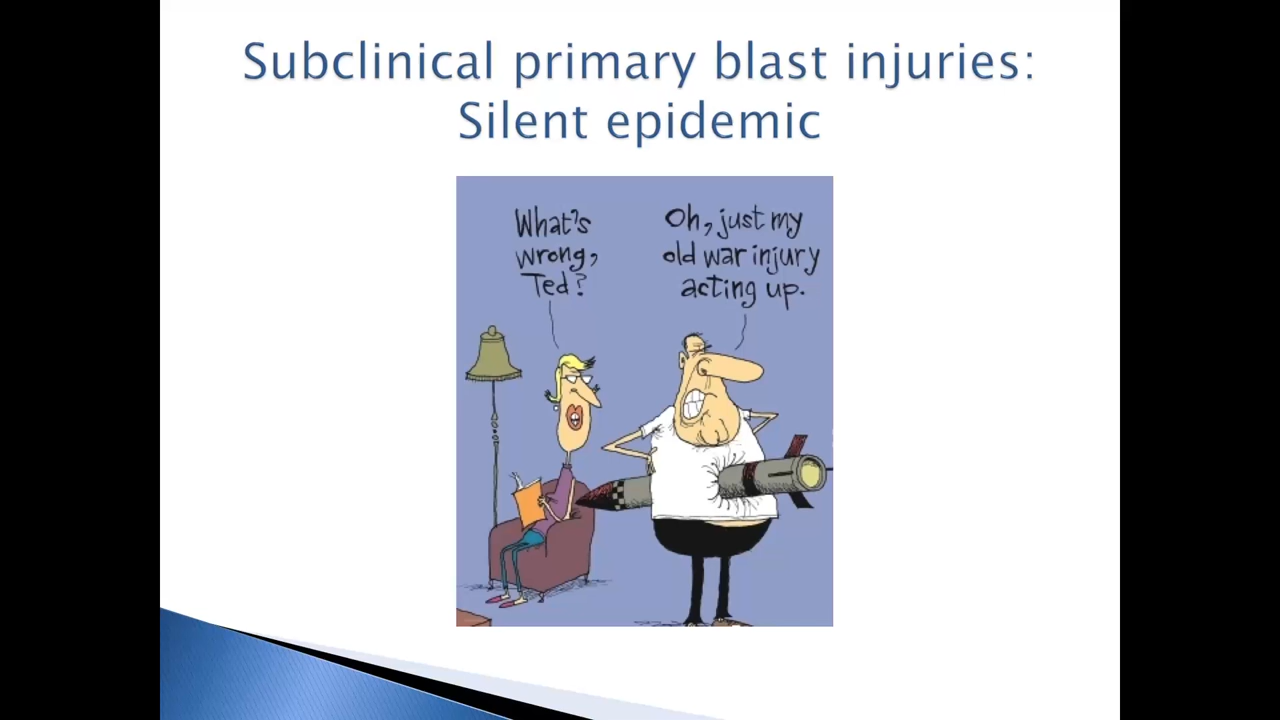 Subclinical primary blast injuries:
Silent epidemic
What's
wrong,
Ted?
Oh, just my
old war injury
acting up.